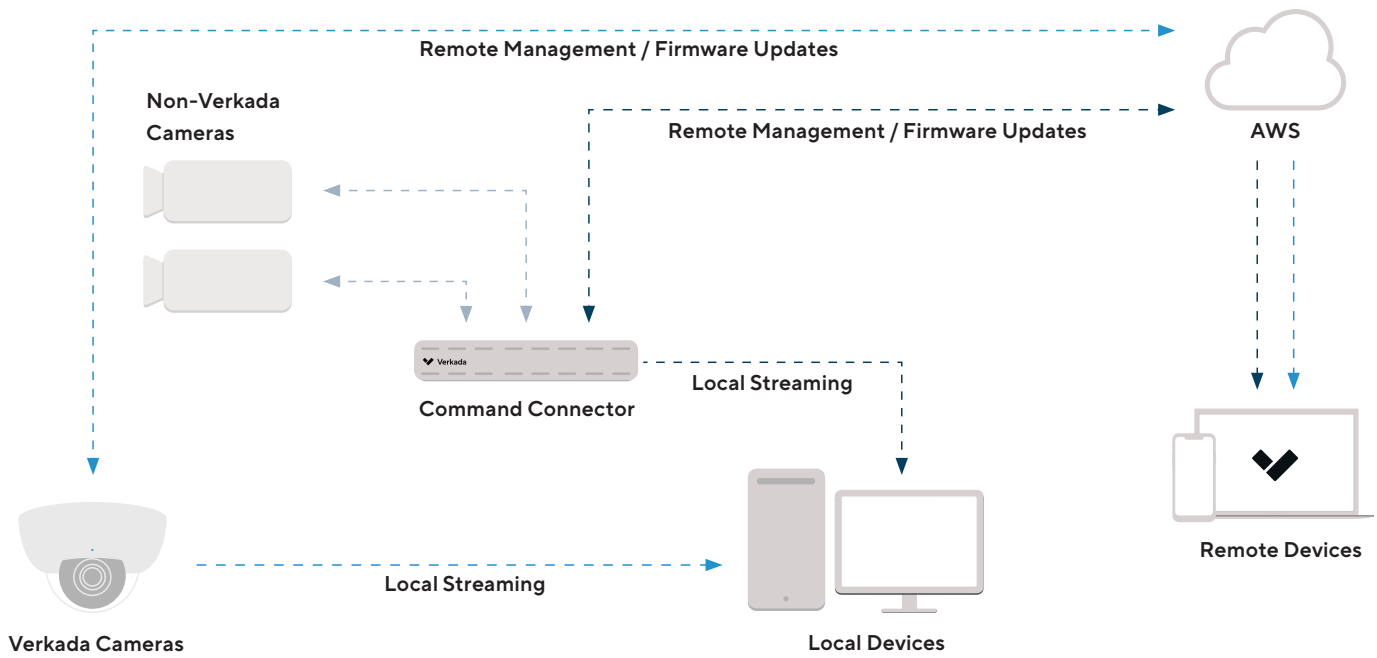 Remote Management / Firmware Updates
Non-Verkada
Cameras
Remote Management / Firmware Updates
AWS
Verkada
Local Streaming
Command Connector
Remote Devices
Local Streaming
Verkada Cameras
Local Devices